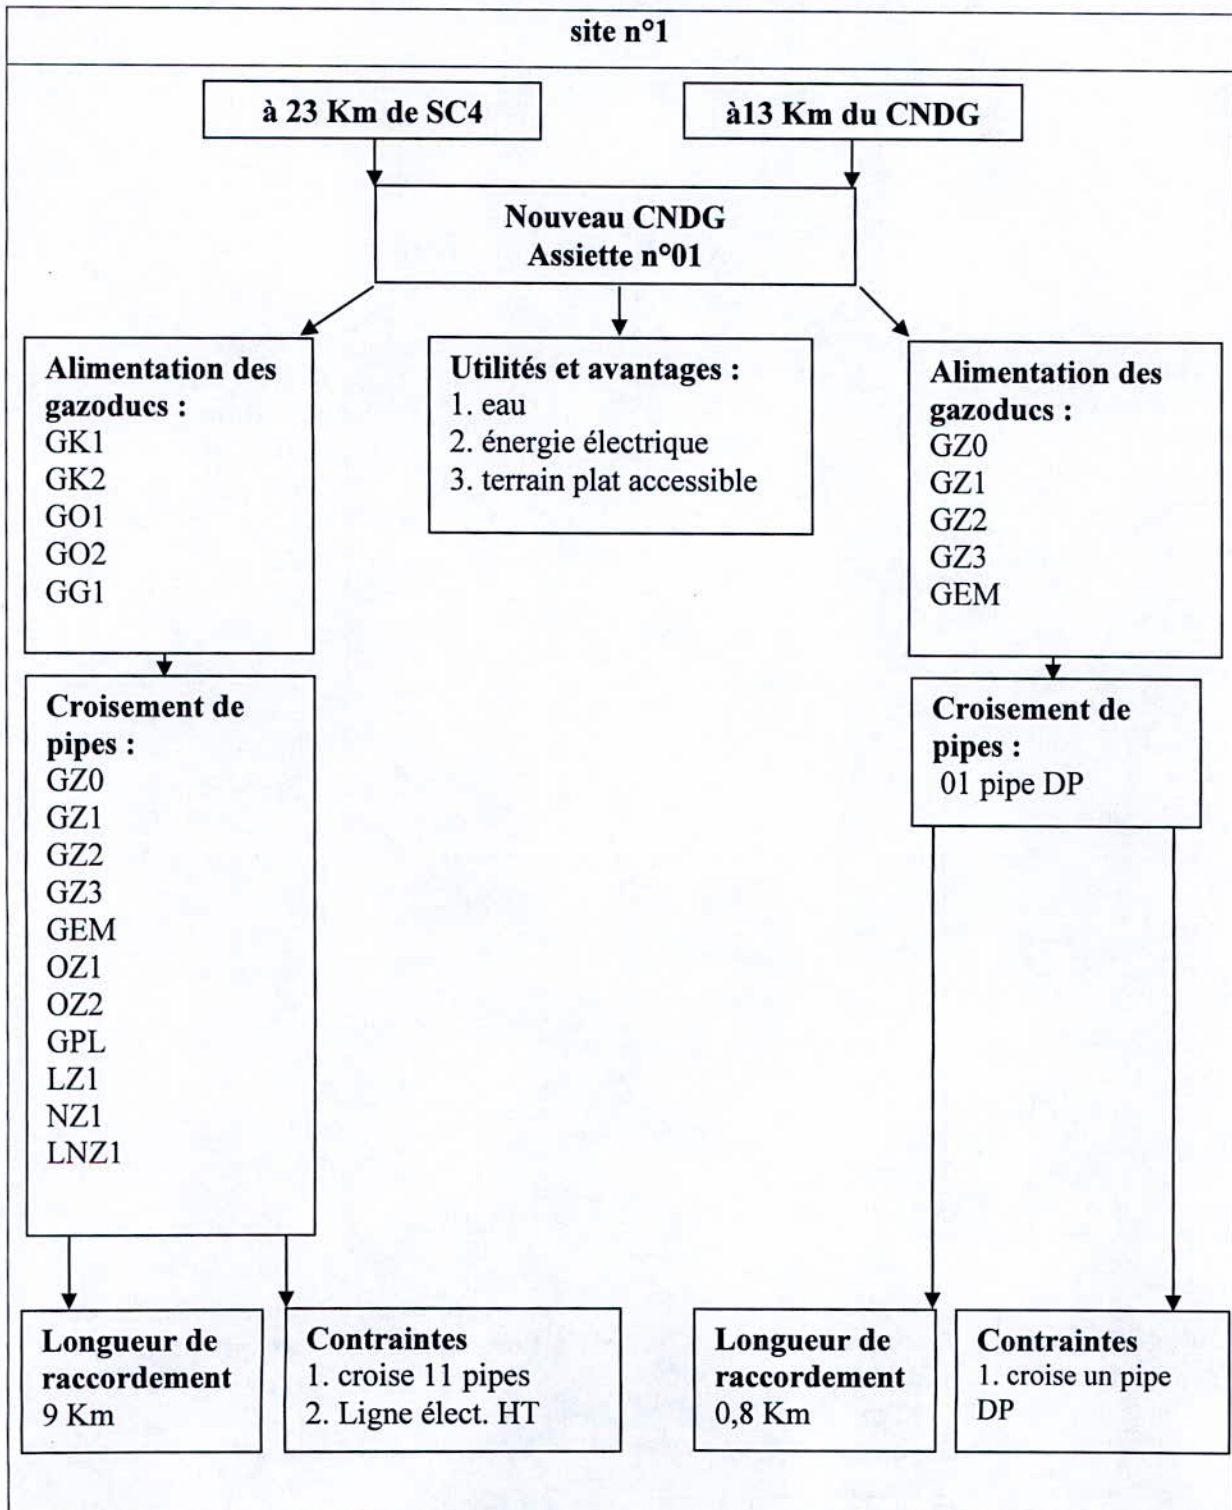 site n°1
à 23 Km de SC4
à13 Km du CNDG
Nouveau CNDG
Assiette n°01
Alimentation des
gazoducs :
GK1
GK2
GO1
GO2
GG1
Utilités et avantages :
1. eau
2. énergie électrique
3. terrain plat accessible
Alimentation des
gazoducs :
GZ0
GZ1
GZ2
GZ3
GEM
Croisement de
pipes :
GZ0
GZ1
GZ2
GZ3
GEM
OZ1
OZ2
GPL
LZ1
NZ1
LNZ1
Croisement de
pipes :
01 pipe DP
Longueur de
raccordement
9 Km
Contraintes
1. croise 11 pipes
2. Ligne élect. HT
Longueur de
raccordement
0,8 Km
Contraintes
1. croise un pipe
DP